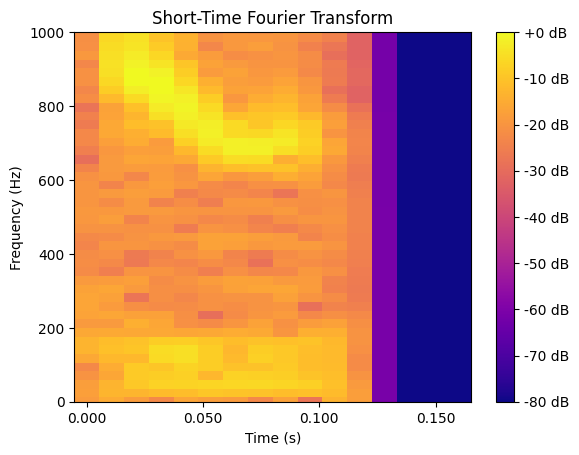 Short-Time Fourier Transform
1000
800
600
400
200
0
Frequency (Hz)
0.000
0.050
0.100
0.150
Time (s)
+0 dB
-10 dB
-20 dB
-30 dB
-40 dB
-50 dB
-60 dB
-70 dB
-80 dB